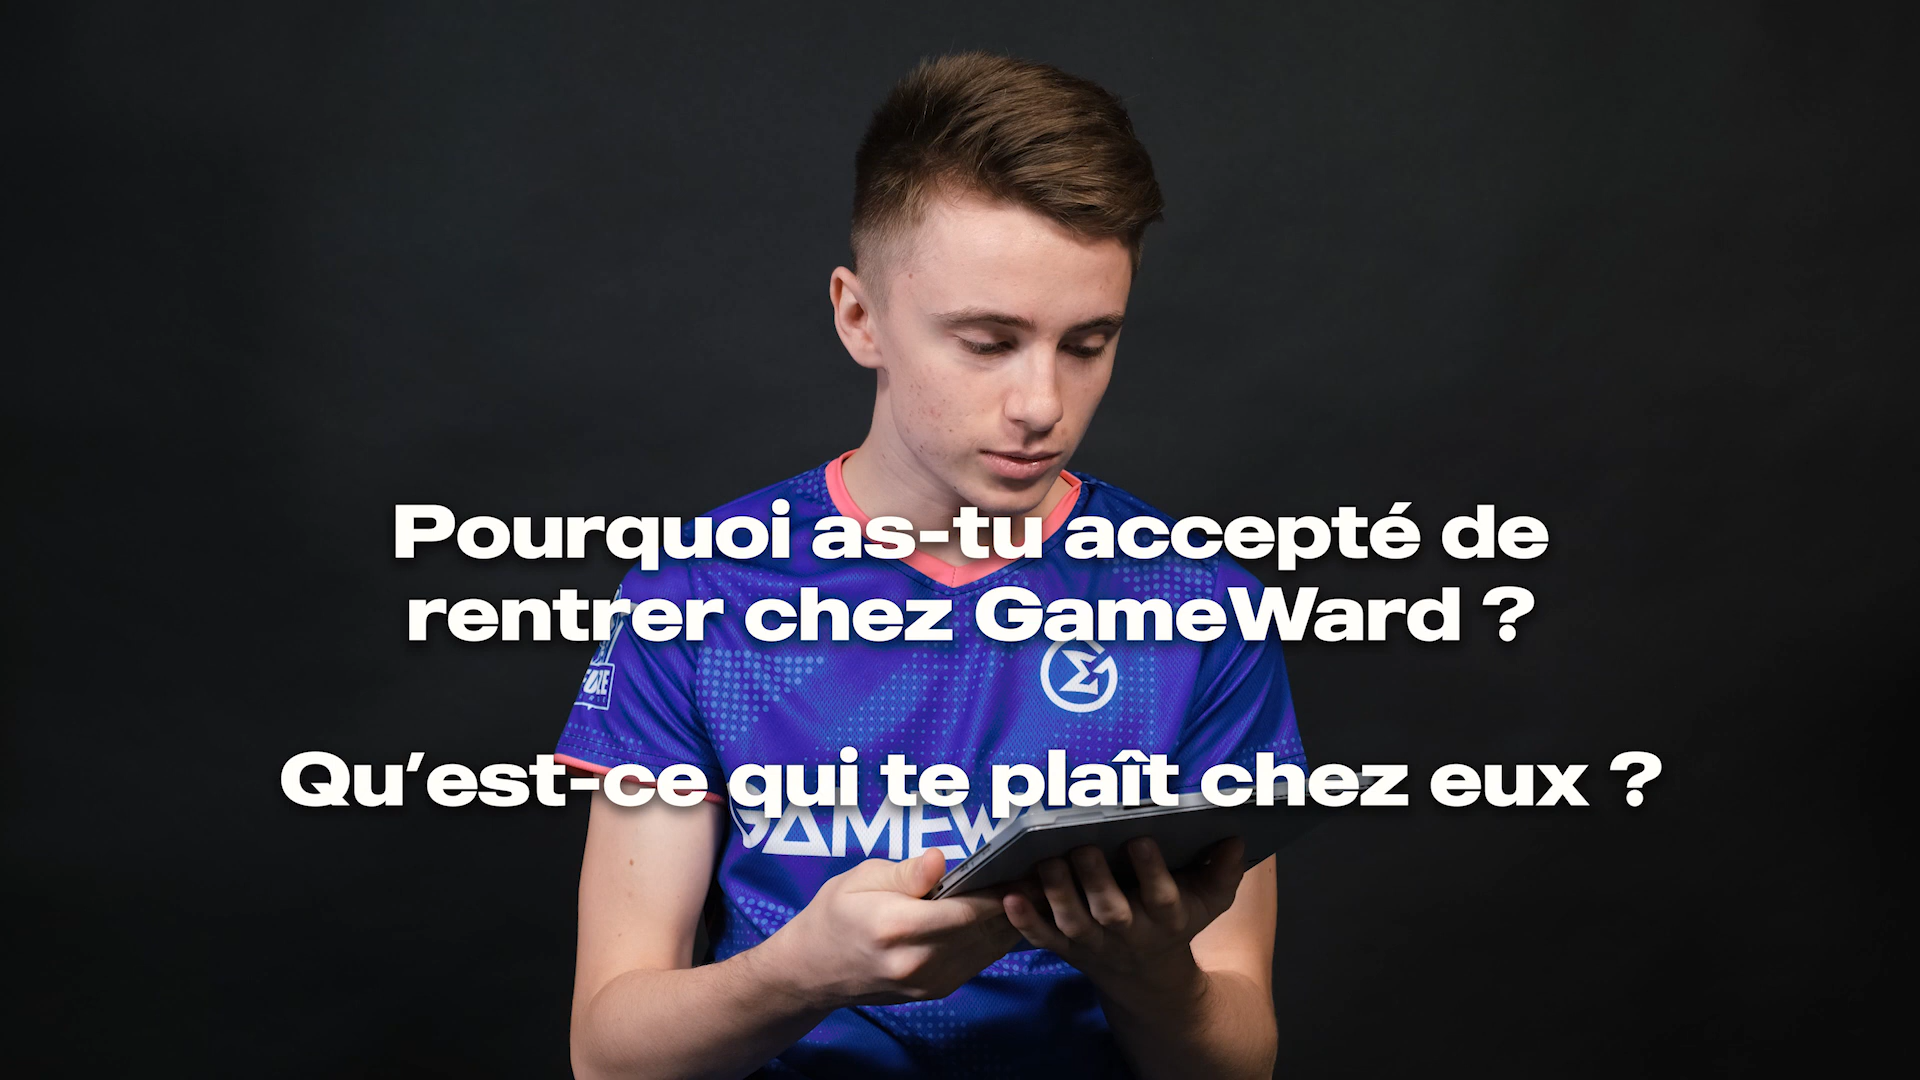 Pourquoi as-tu accepté de
rentrer chez GameWard ?
Qu’est-ce qui te plaît chez eux ?